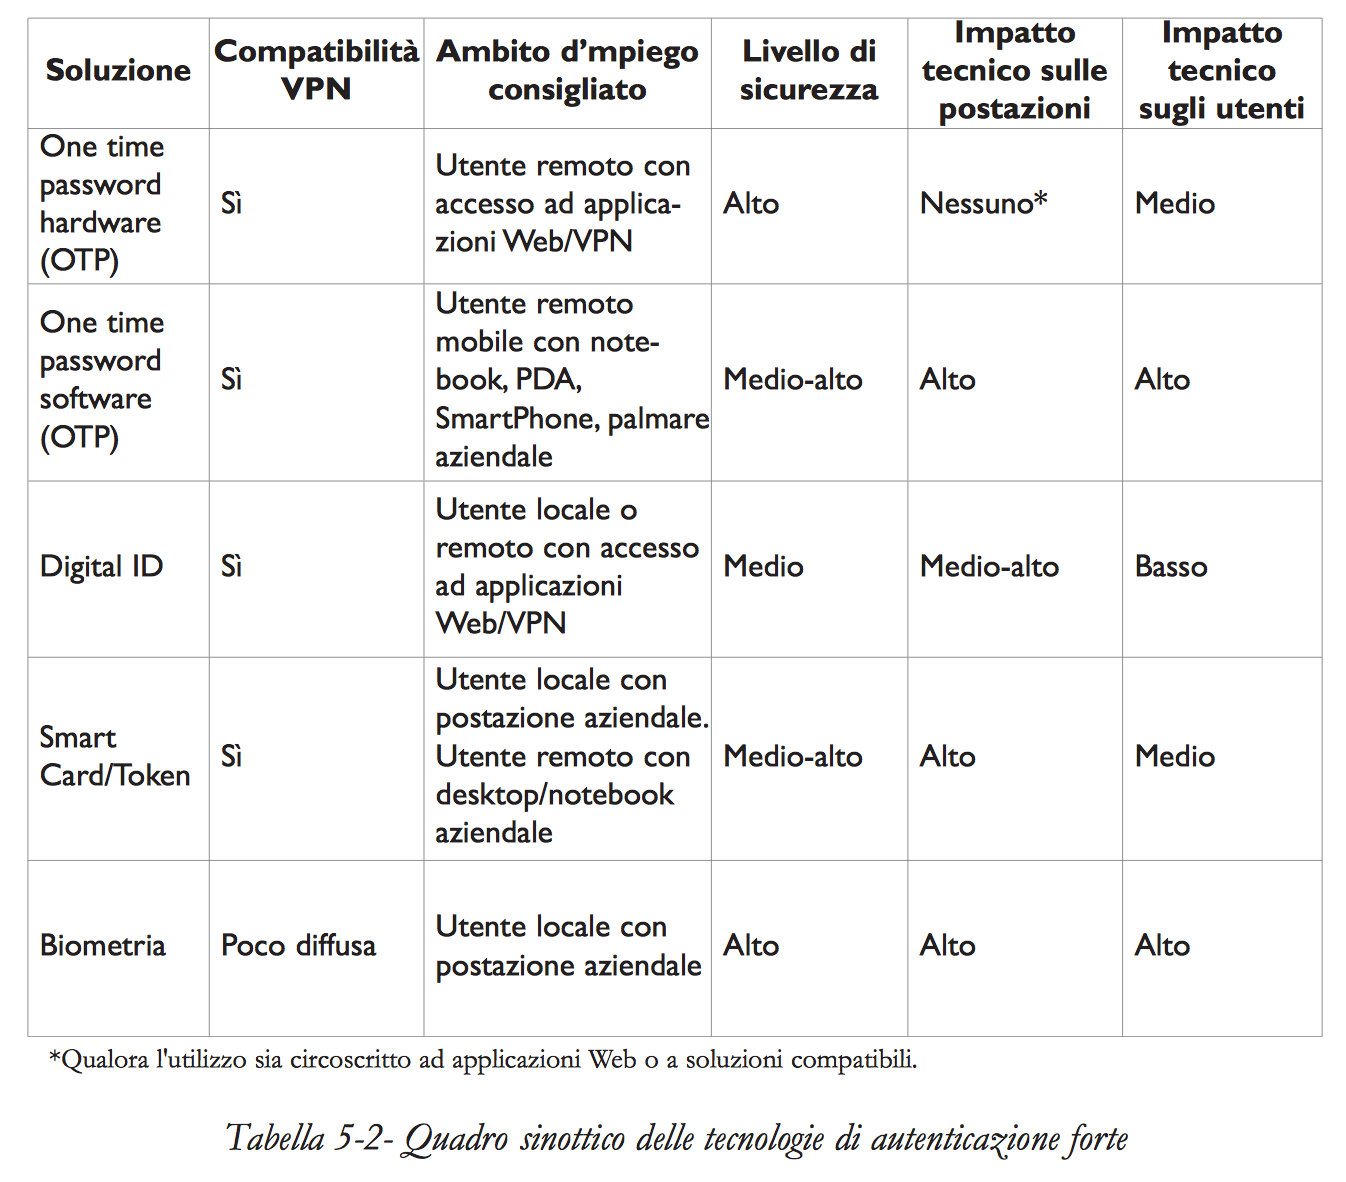 Soluzione
Compatibilità
VPN
Ambito d’mpiego
consigliato
Livello di
sicurezza
Impatto
tecnico sulle
postazioni
Impatto
tecnico
sugli utenti
One time
password
hardware
(OTP)
Sì
Utente remoto con
accesso ad applica-
zioni Web/VPN
Alto
Nessuno*
Medio
One time
password
software
(OTP)
Sì
Utente remoto
mobile con note-
book, PDA,
SmartPhone, palmare
aziendale
Medio-alto
Alto
Alto
Digital ID
Sì
Utente locale o
remoto con accesso
ad applicazioni
Web/VPN
Medio
Medio-alto
Basso
Smart
Card/Token
Sì
Utente locale con
postazione aziendale.
Utente remoto con
desktop/notebook
aziendale
Medio-alto
Alto
Medio
Biometria
Poco diffusa
Utente locale con
postazione aziendale
Alto
Alto
Alto
*Qualora l'utilizzo sia circoscritto ad applicazioni Web o a soluzioni compatibili.
Tabella 5-2- Quadro sinottico delle tecnologie di autenticazione forte